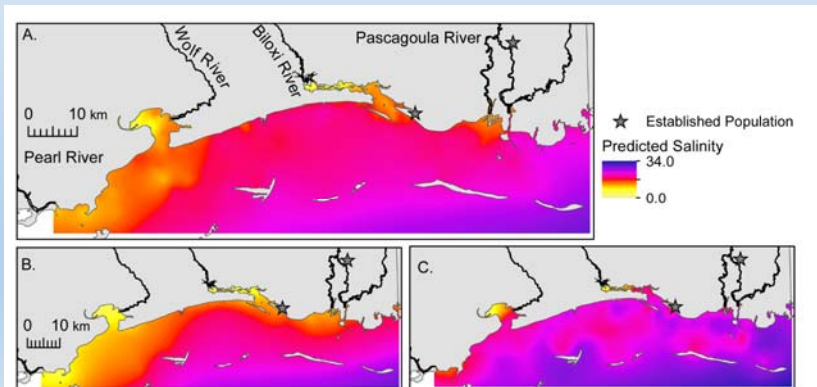 A.
Wolf River
Biloxi River
Pascagoula River
0 10 km
Pearl River
Established Population
Predicted Salinity
34.0
0.0
B.
0 10 km
C.